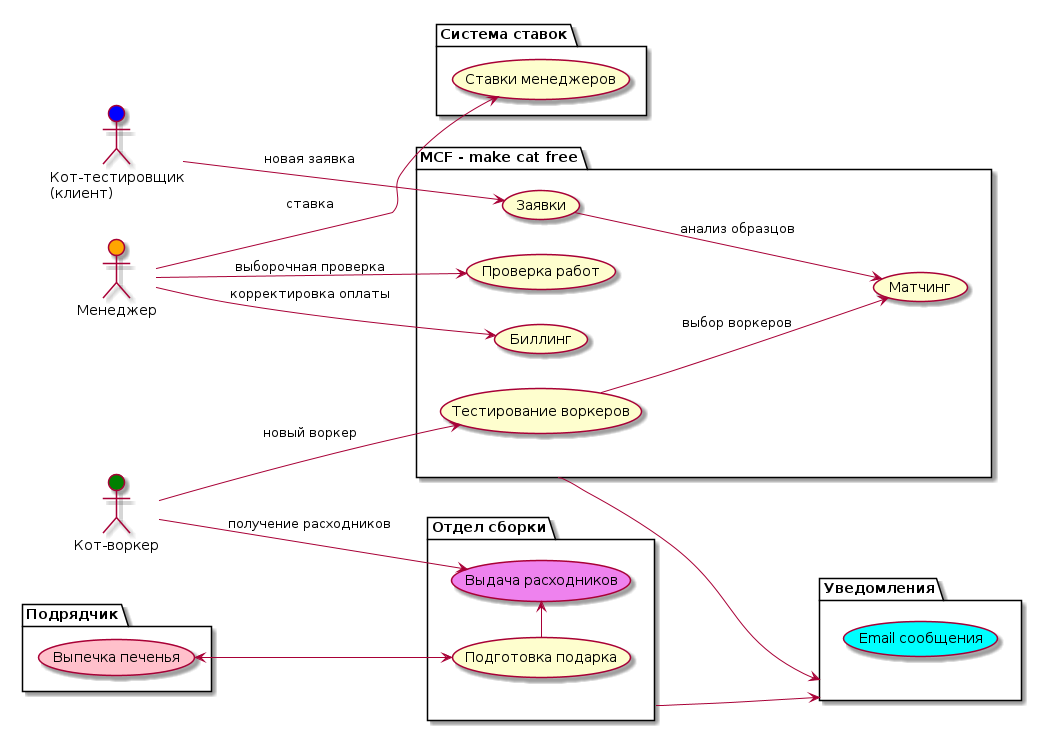 Система ставок
Ставки менеджеров
Кот-тестировщик
(клиент)
новая заявка
MCF - make cat free
Заявки
ставка
анализ образцов
Менеджер
выборочная проверка
Проверка работ
Матчинг
корректировка оплаты
Биллинг
выбор воркеров
Тестирование воркеров
новый воркер
Кот-воркер
получение расходников
Отдел сборки
Выдача расходников
Уведомления
Email сообщения
Подрядчик
Выпечка печенья
Подготовка подарка